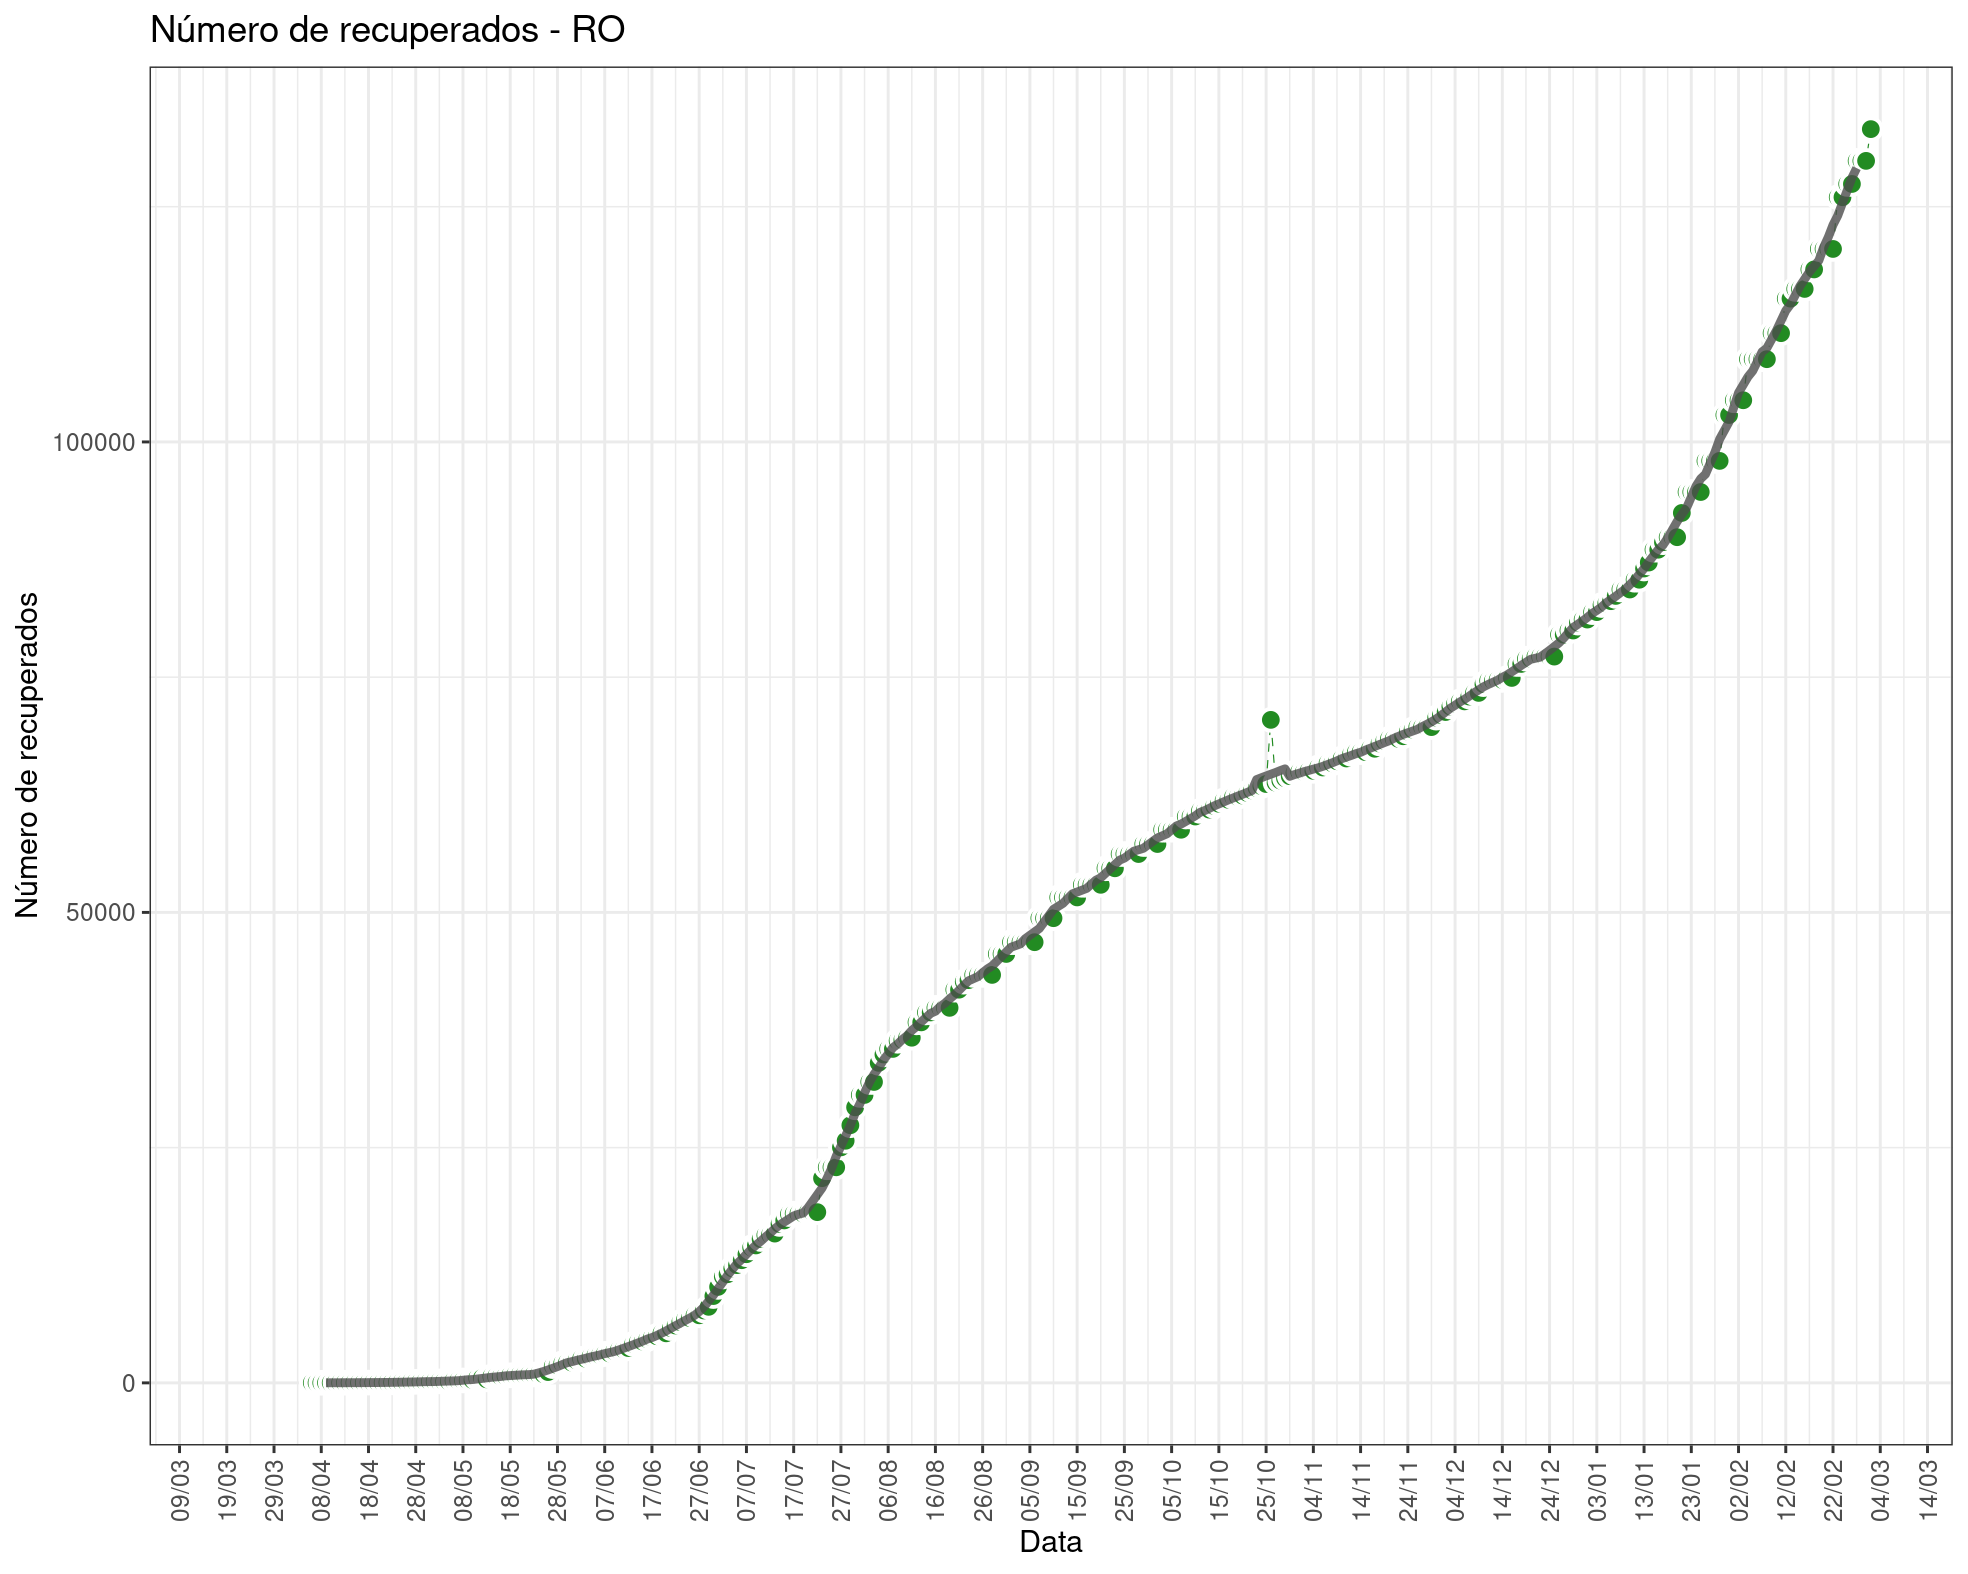 Número de recuperados - RO
Número de recuperados
100000
50000
0
09/03 19/03 29/03 08/04 18/04 28/04 08/05 18/05 28/05 07/06 17/06 27/06 07/07 17/07 27/07 06/08 16/08 26/08 05/09 15/09 25/09 05/10 15/10 25/10 04/11 14/11 24/11 04/12 14/12 24/12 03/01 13/01 23/01 02/02 12/02 22/02 04/03 14/03
Data